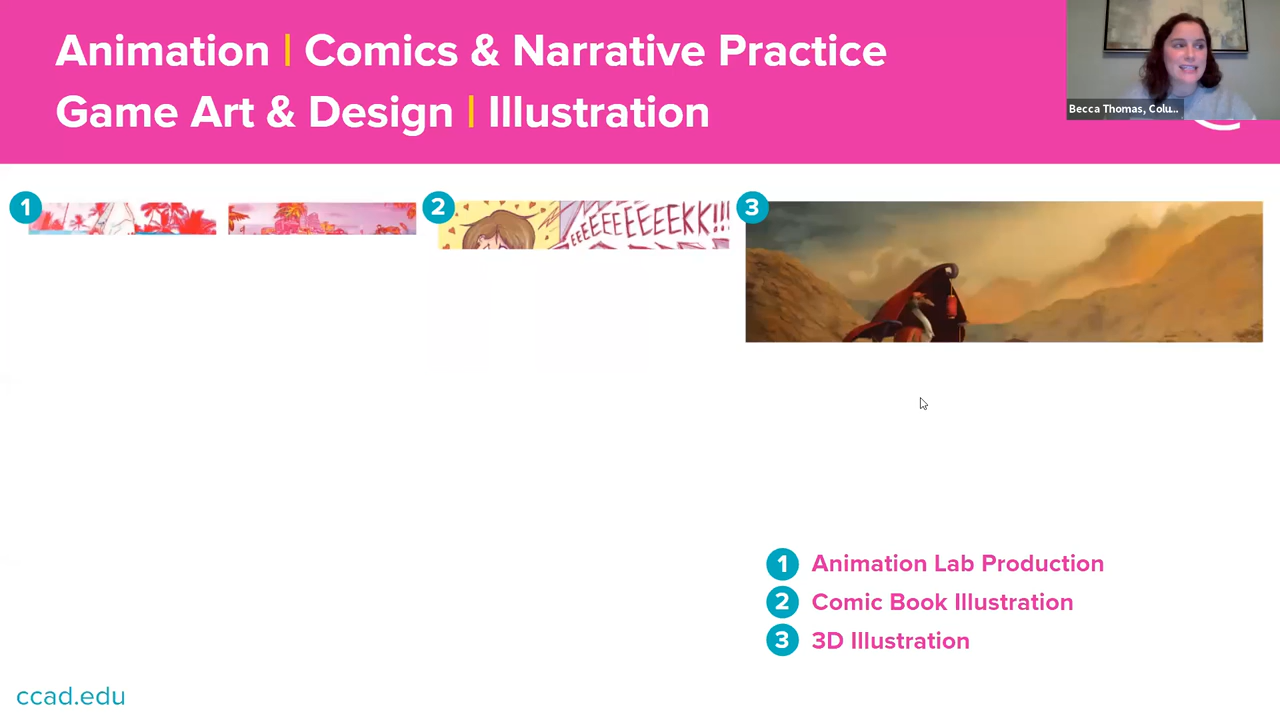 Animation | Comics & Narrative Practice
Game Art & Design | Illustration
Becca Thomas, Colu...
1
2
3
EEEEEEEEEKK!!!
1 Animation Lab Production
2 Comic Book Illustration
3 3D Illustration
ccad.edu